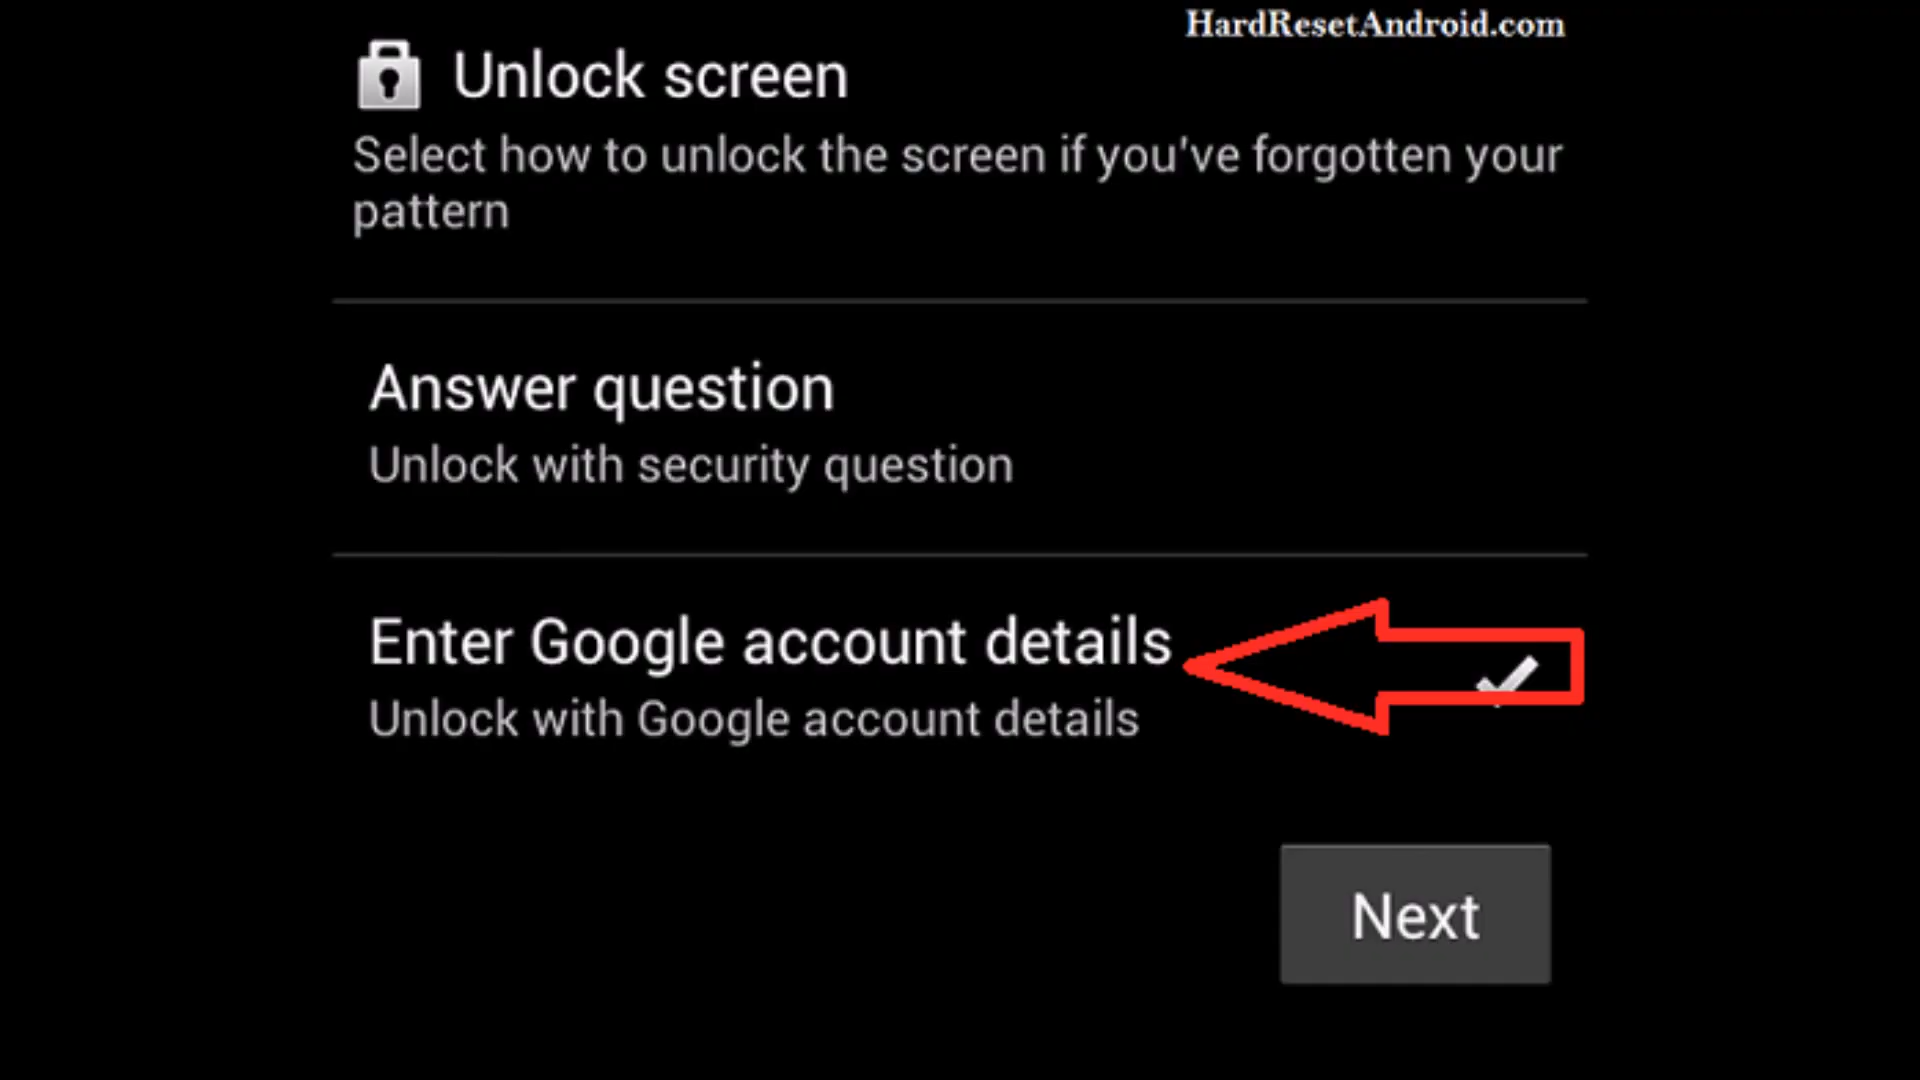 HardResetAndroid.com
Unlock screen
Select how to unlock the screen if you've forgotten your
pattern
Answer question
Unlock with security question
Enter Google account details
Unlock with Google account details
Next